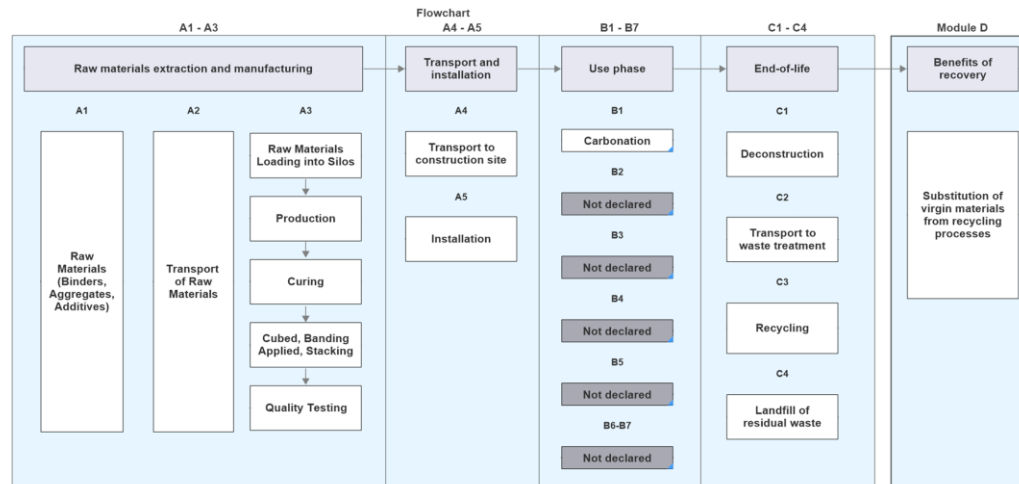 Flowchart
A1 - A3
A4 - A5
B1 - B7
C1 - C4
Module D
Raw materials extraction and manufacturing
Transport and
installation
Use phase
End-of-life
Benefits of
recovery
A1
Raw
Materials
(Binders,
Aggregates,
Additives)
A2
Transport
of Raw
Materials
A3
Raw Materials
Loading into Silos
Production
Curing
Cubed, Banding
Applied, Stacking
Quality Testing
A4
Transport to
construction site
A5
Installation
B1
Carbonation
B2
Not declared
B3
Not declared
B4
Not declared
B5
Not declared
B6-B7
Not declared
C1
Deconstruction
C2
Transport to
waste treatment
C3
Recycling
C4
Landfill of
residual waste
Substitution of
virgin materials
from recycling
processes